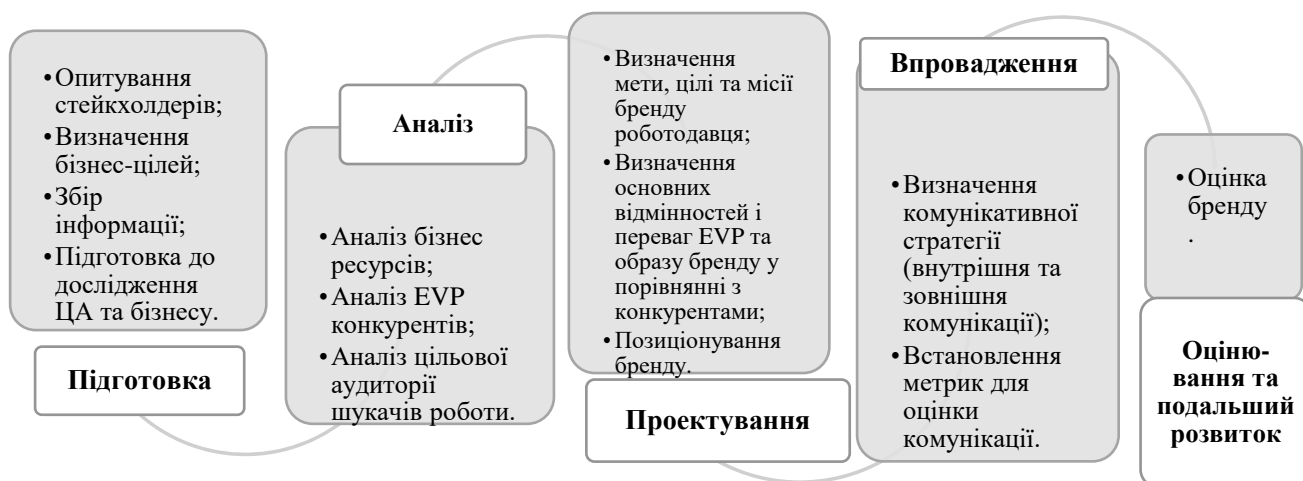 •Опитування
стейкхолдерів;
•Визначення
бізнес-цілей;
•Збір
інформації;
•Підготовка до
дослідження
ЦА та бізнесу.
Підготовка
Аналіз
•Аналіз бізнес
ресурсів;
•Аналіз EVP
конкурентів;
•Аналіз цільової
аудиторії
шукачів роботи.
•Визначення
мети, цілі та місії
бренду
роботодавця;
•Визначення
основних
відмінностей і
переваг EVP та
образу бренду у
порівнянні з
конкурентами;
•Позиціонування
бренду.
Проектування
Впровадження
•Визначення
комунікативної
стратегії
(внутрішня та
зовнішня
комунікації);
•Встановлення
метрик для
оцінки
комунікації.
•Оцінка
бренду
.
Оціню-
вання та
подальший
розвиток